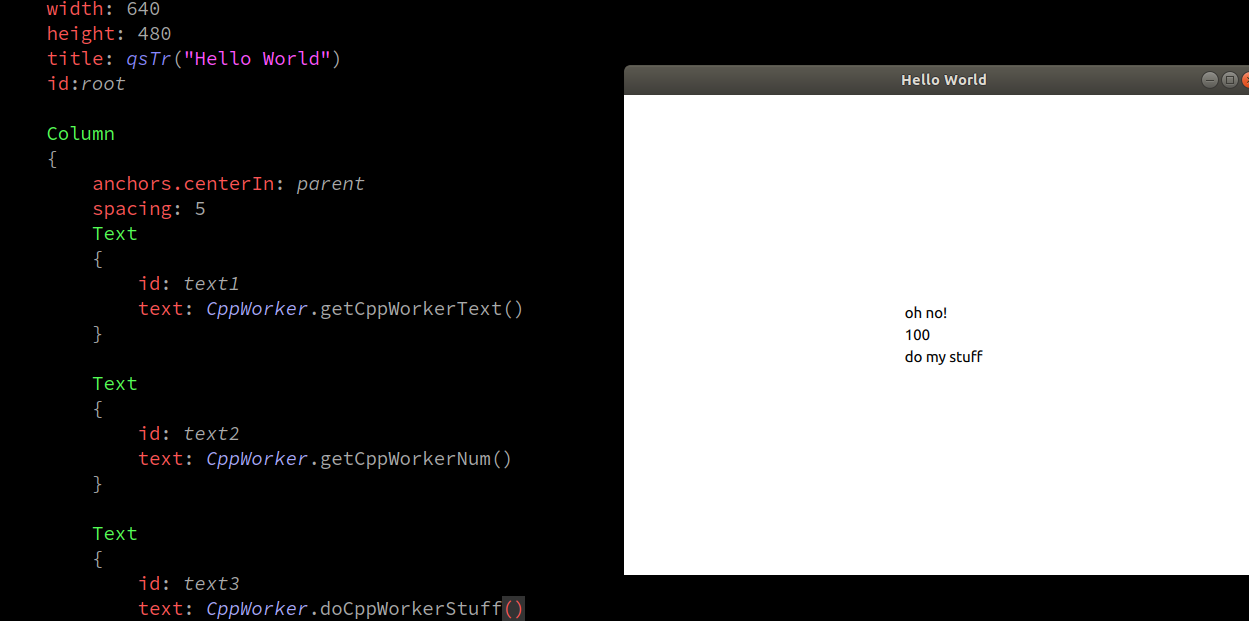 width: 640
height: 480
title: qsTr("Hello World")
id:root
Column
{
anchors.centerIn: parent
spacing: 5
Text
{
id: text1
text: CppWorker.getCppWorkerText()
}
Text
{
id: text2
text: CppWorker.getCppWorkerNum()
}
Text
{
id: text3
text: CppWorker.doCppWorkerStuff()
Hello World
oh no!
100
do my stuff